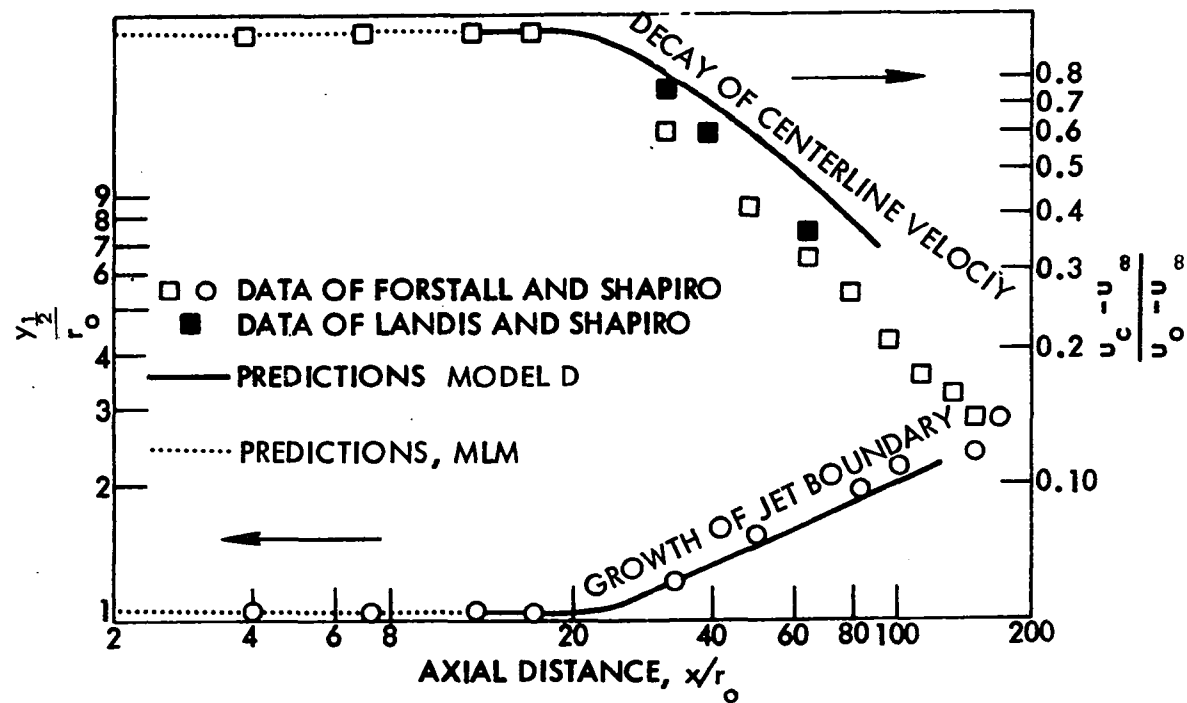 DECAY OF CENTERLINE VELOCIY
0.8
0.7
0.6
0.5
0.4
0.3
0.2
0.10
u c - u ∞
u o - u ∞
9
8
7
6
4
3
2
1
y 1/2
r o
□ ○ DATA OF FORSTALL AND SHAPIRO
■ DATA OF LANDIS AND SHAPIRO
PREDICTIONS MODEL D
PREDICTIONS, MLM
GROWTH OF JET BOUNDARY
2 4 6 8 20 40 60 80 100 200
AXIAL DISTANCE, x/r o